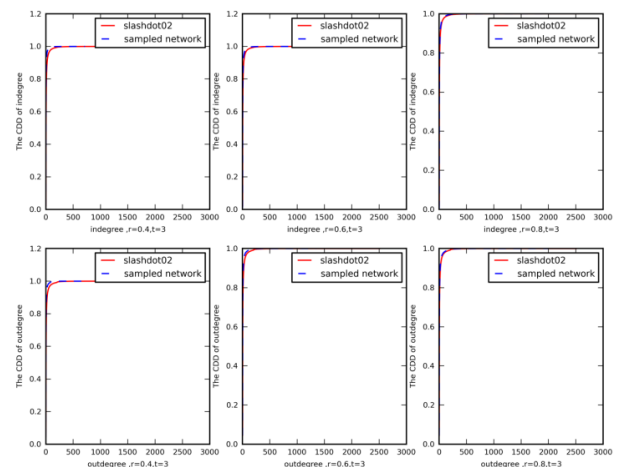 1.2 1.2 1.0
slashdot02 slashdot02 slashdot02
sampled network sampled network sampled network
1.0 1.0 0.8
0.8 0.8 0.6
0.6 0.6
0.4 0.4 0.4
0.2 0.2 0.2
0.0 0.0 0.0
The CDD of indegree The CDD of indegree The CDD of indegree
0 500 1000 1500 2000 2500 3000 0 500 1000 1500 2000 2500 3000 0 500 1000 1500 2000 2500 3000
indegree ,r=0.4,t=3 indegree ,r=0.6,t=3 indegree ,r=0.8,t=3
1.2 1.0 1.0
slashdot02 slashdot02 slashdot02
sampled network sampled network sampled network
1.0 0.8 0.8
0.8 0.6 0.6
0.6
0.4 0.4 0.4
0.2 0.2 0.2
0.0 0.0 0.0
The CDD of outdegree The CDD of outdegree The CDD of outdegree
0 500 1000 1500 2000 2500 3000 0 500 1000 1500 2000 2500 3000 0 500 1000 1500 2000 2500 3000
outdegree ,r=0.4,t=3 outdegree ,r=0.6,t=3 outdegree ,r=0.8,t=3